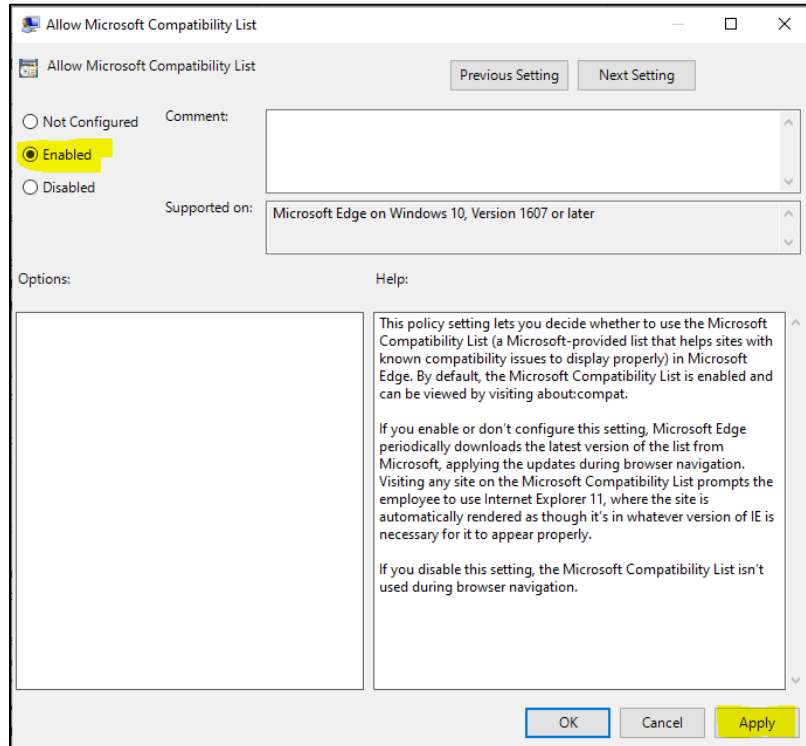 Allow Microsoft Compatibility List
Allow Microsoft Compatibility List
Previous Setting
Next Setting
Not Configured
Comment:
Enabled
Disabled
Supported on:
Microsoft Edge on Windows 10, Version 1607 or later
Options:
Help:
This policy setting lets you decide whether to use the Microsoft
Compatibility List (a Microsoft-provided list that helps sites with
known compatibility issues to display properly) in Microsoft
Edge. By default, the Microsoft Compatibility List is enabled and
can be viewed by visiting about:compat.
If you enable or don’t configure this setting, Microsoft Edge
periodically downloads the latest version of the list from
Microsoft, applying the updates during browser navigation.
Visiting any site on the Microsoft Compatibility List prompts the
employee to use Internet Explorer 11, where the site is
automatically rendered as though it’s in whatever version of IE is
necessary for it to appear properly.
If you disable this setting, the Microsoft Compatibility List isn’t
used during browser navigation.
OK
Cancel
Apply